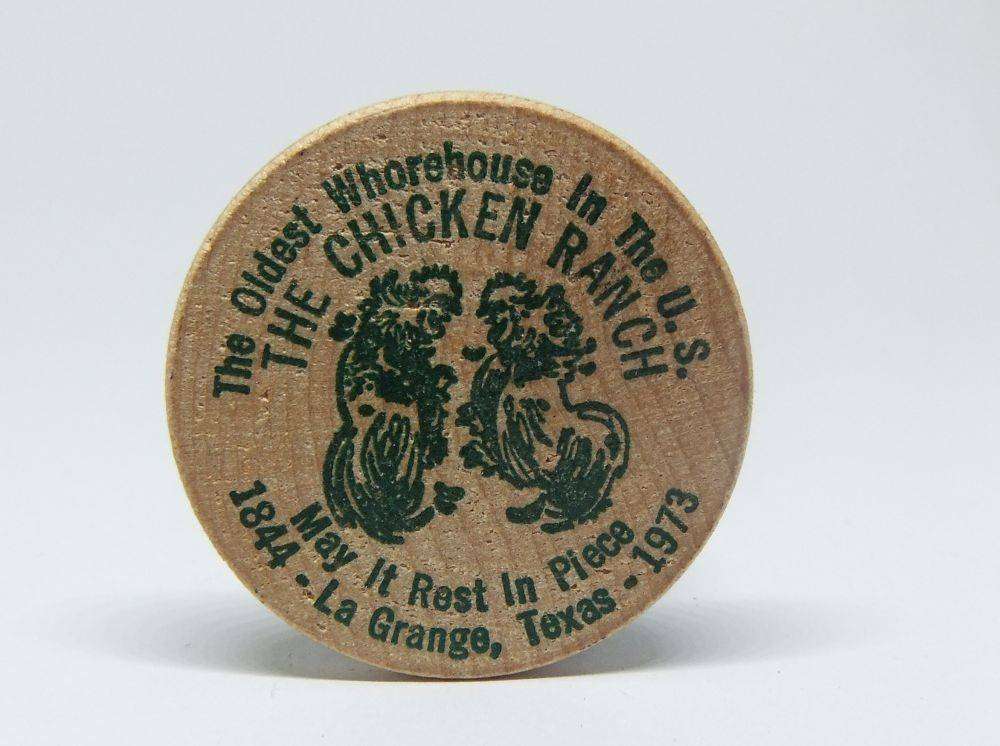 The Oldest Whorehouse In The U.S.
THE CHICKEN RANCH
May It Rest In Piece
1844 - La Grange, Texas - 1973